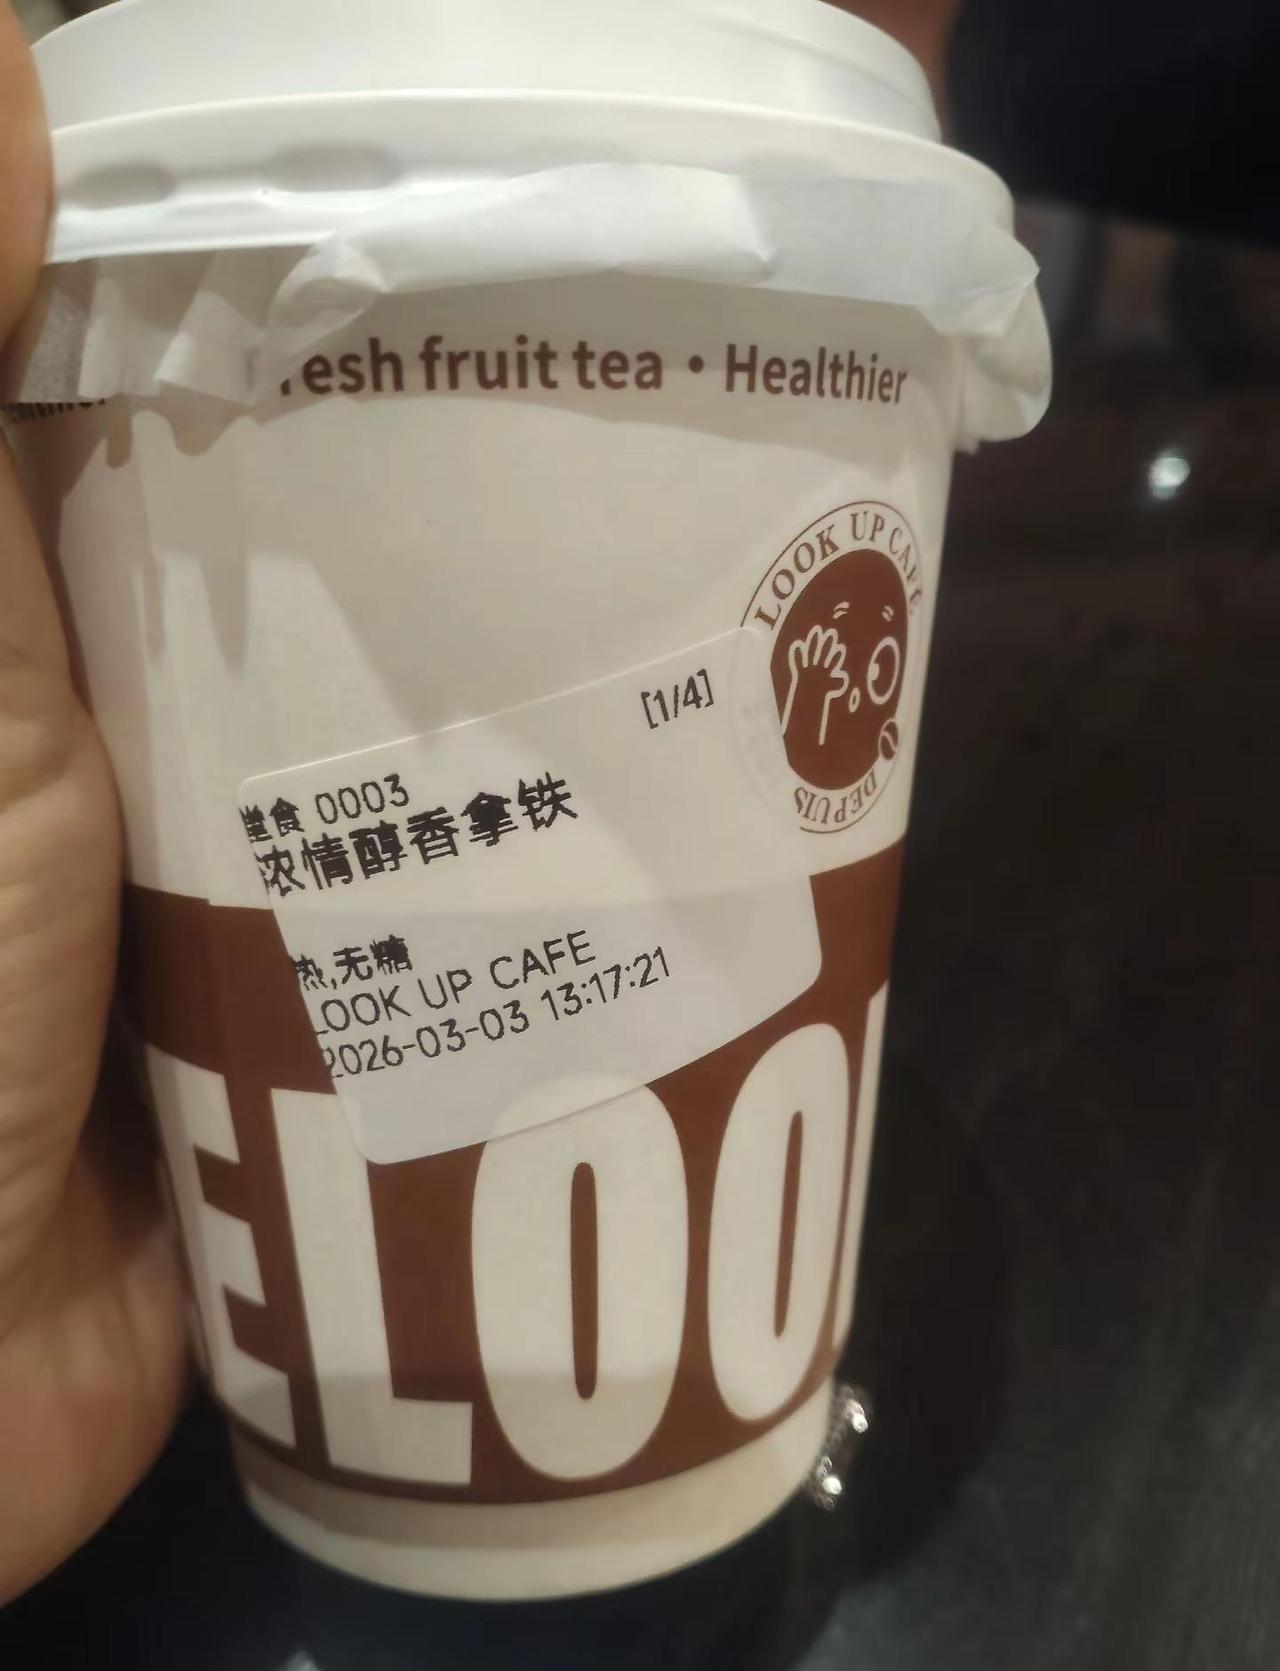 fresh fruit tea • Healthier
LOOK UP CAFE
DEPUIS
[1/4]
堂食 0003
浓情醇香拿铁
热,无糖
LOOK UP CAFE
2026-03-03 13:17:21
ELOO